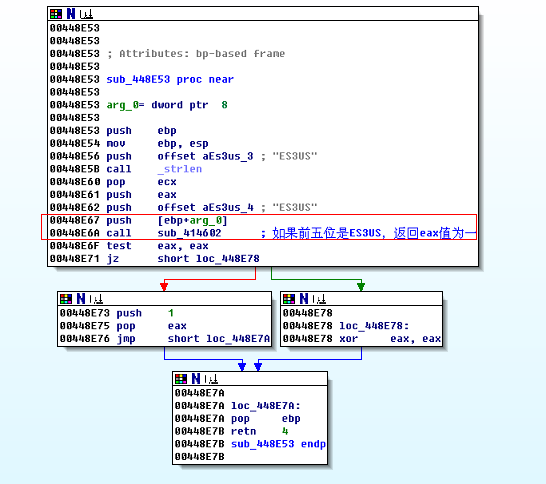 00448E53
00448E53
00448E53 ; Attributes: bp-based frame
00448E53
00448E53 sub_448E53 proc near
00448E53
00448E53 arg_0= dword ptr  8
00448E53
00448E53 push    ebp
00448E54 mov     ebp, esp
00448E56 push    offset aEs3us_3 ; "ES3US"
00448E5B call    _strlen
00448E60 pop     ecx
00448E61 push    eax
00448E62 push    offset aEs3us_4 ; "ES3US"
00448E67 push    [ebp+arg_0]
00448E6A call    sub_414602      ; 如果前五位是ES3US，返回eax值为一
00448E6F test    eax, eax
00448E71 jz      short loc_448E78
00448E73 push    1
00448E75 pop     eax
00448E76 jmp     short loc_448E7A
00448E78
00448E78 loc_448E78:
00448E78 xor     eax, eax
00448E7A
00448E7A loc_448E7A:
00448E7A pop     ebp
00448E7B retn    4
00448E7B sub_448E53 endp
00448E7B